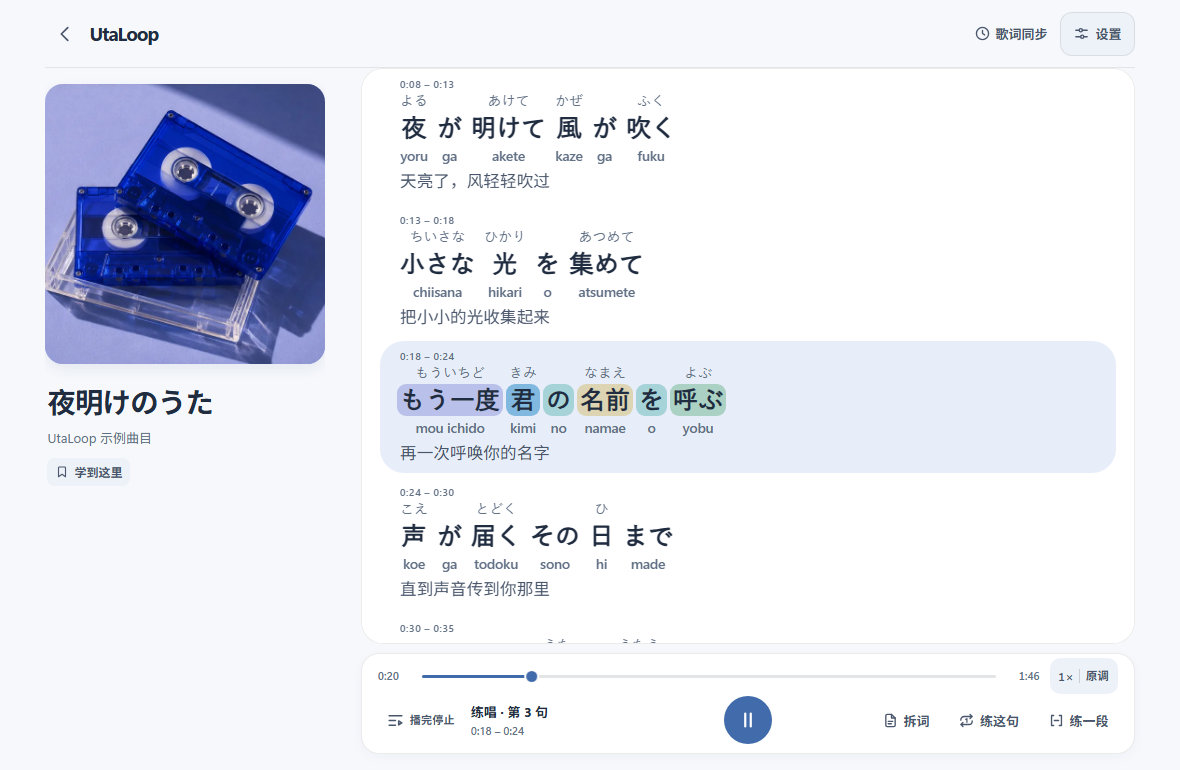 UtaLoop
歌词同步
设置
夜明けのうた
UtaLoop 示例曲目
学到这里
0:08 – 0:13
よる あけて かぜ ふく
夜 が 明けて 風 が 吹く
yoru ga akete kaze ga fuku
天亮了，风轻轻吹过
0:13 – 0:18
ちいさな ひかり あつめて
小さな 光 を 集めて
chiisana hikari o atsumete
把小小的光收集起来
0:18 – 0:24
もういちど きみ なまえ よぶ
もう一度 君 の 名前 を 呼ぶ
mou ichido kimi no namae o yobu
再一次呼唤你的名字
0:24 – 0:30
こえ とどく ひ
声 が 届く その 日 まで
koe ga todoku sono hi made
直到声音传到你那里
0:30 – 0:35
0:20
1:46
1× 原调
播完停止
练唱 · 第 3 句
0:18 – 0:24
拆词
练这句
练一段